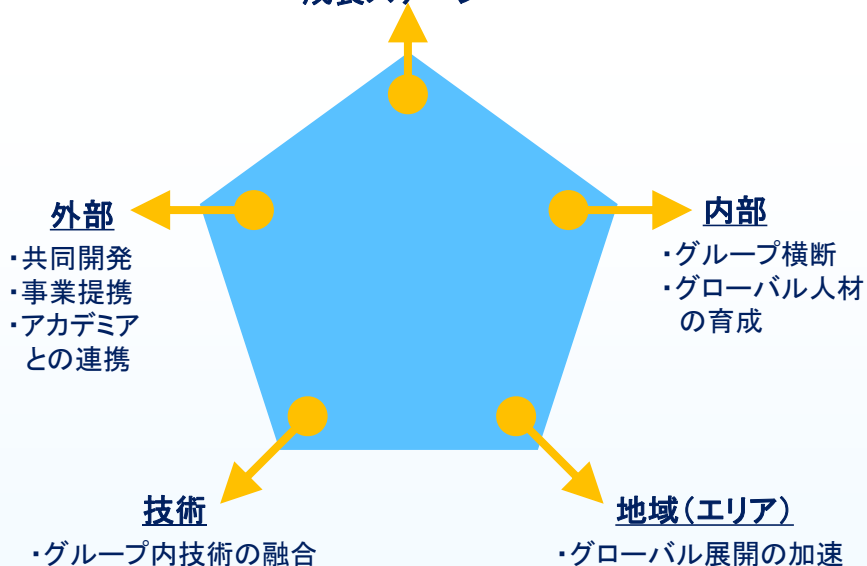 外部
・共同開発
・事業提携
・アカデミア
との連携
内部
・グループ横断
・グローバル人材
の育成
技術
・グループ内技術の融合
地域(エリア)
・グローバル展開の加速